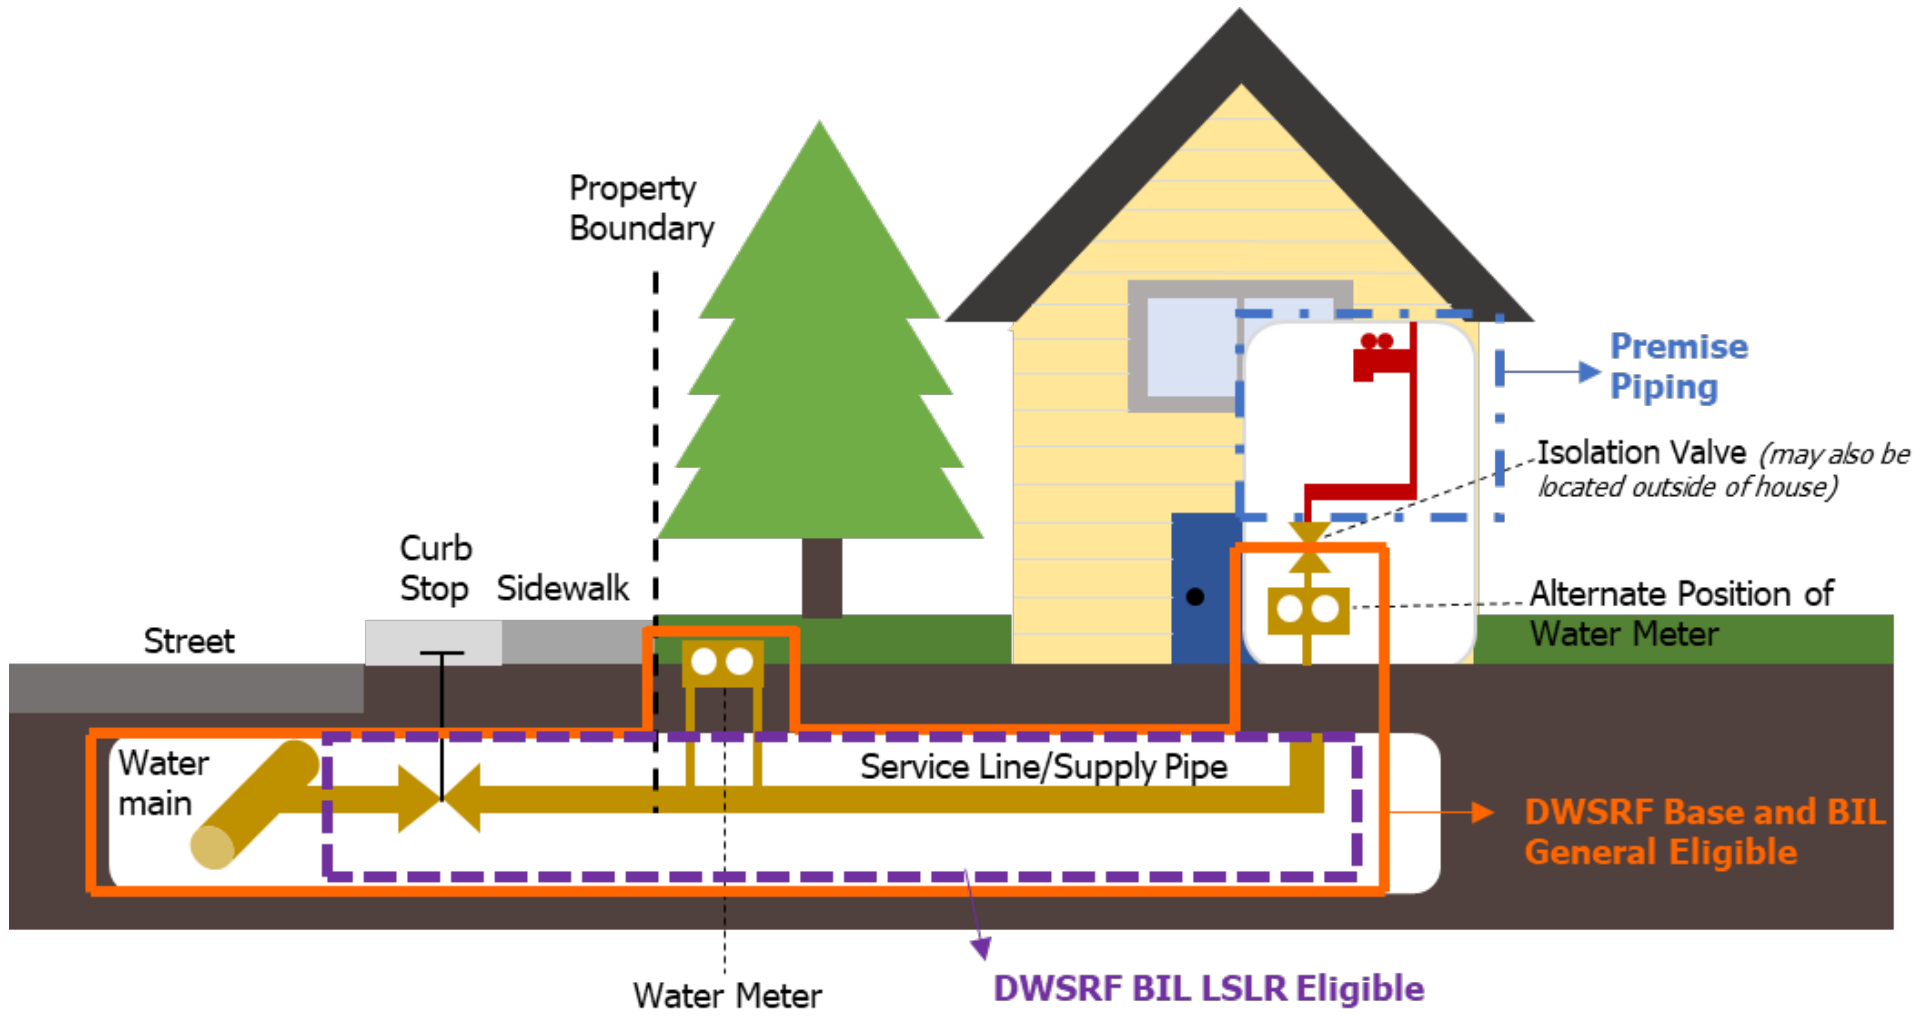 Property
Boundary
Premise
Piping
Isolation Valve (may also be
located outside of house)
Curb
Stop
Sidewalk
Street
Alternate Position of
Water Meter
Water
main
Service Line/Supply Pipe
DWSRF Base and BIL
General Eligible
Water Meter
DWSRF BIL LSLR Eligible